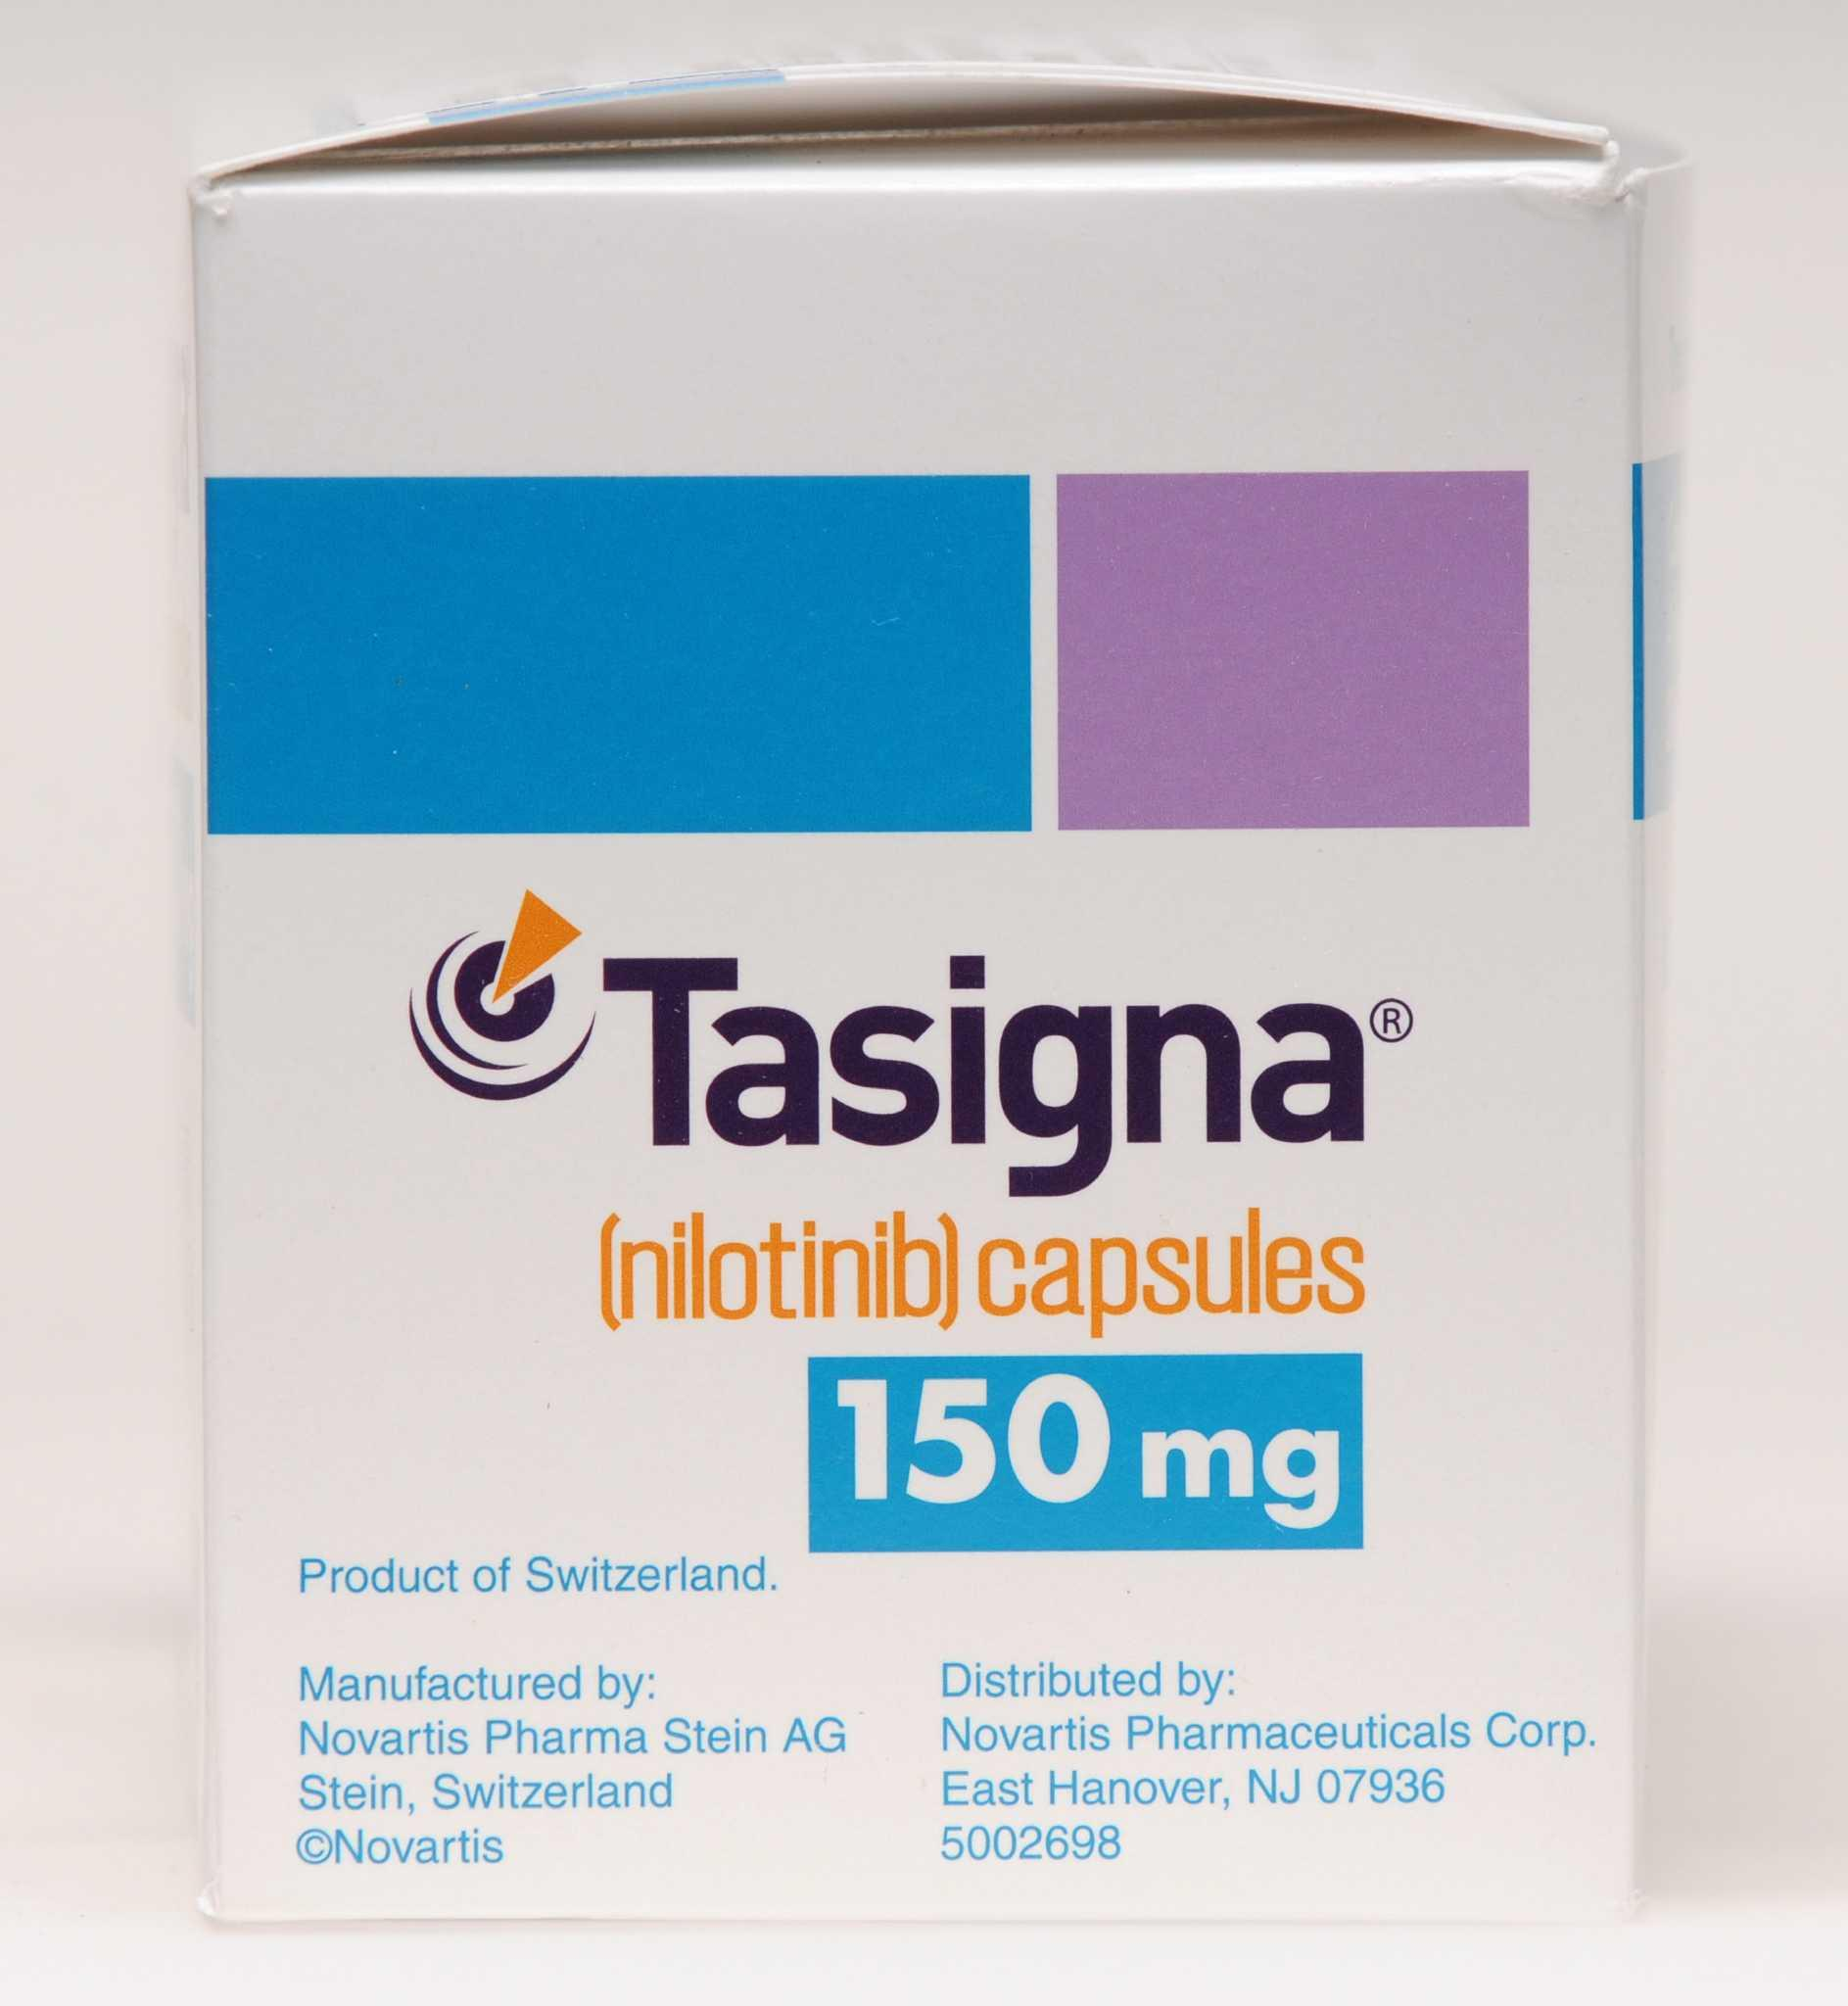 Tasigna®
(nilotinib) capsules
150 mg
Product of Switzerland.
Manufactured by:
Novartis Pharma Stein AG
Stein, Switzerland
©Novartis
Distributed by:
Novartis Pharmaceuticals Corp.
East Hanover, NJ 07936
5002698